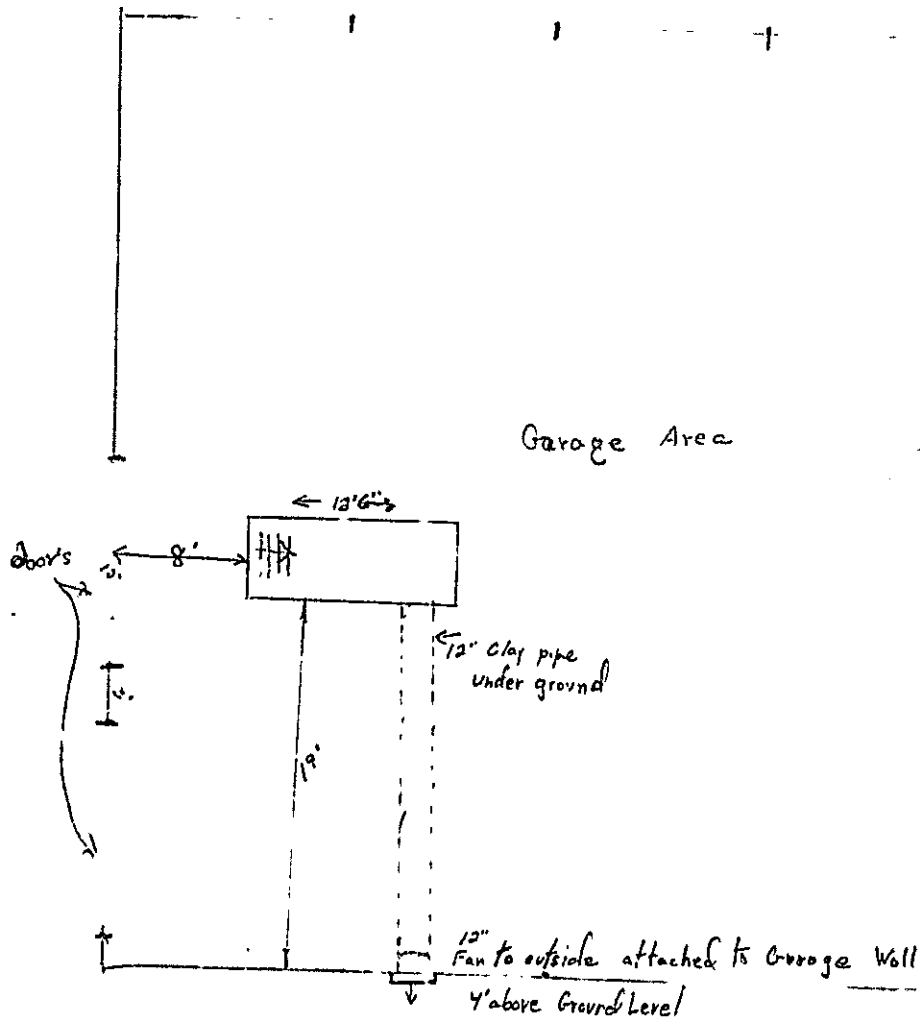 Garage Area
12'6"
8'
doors
12" Clay pipe
under ground
19'
12"
Fan to outside attached to Garage Wall
4' above Ground Level